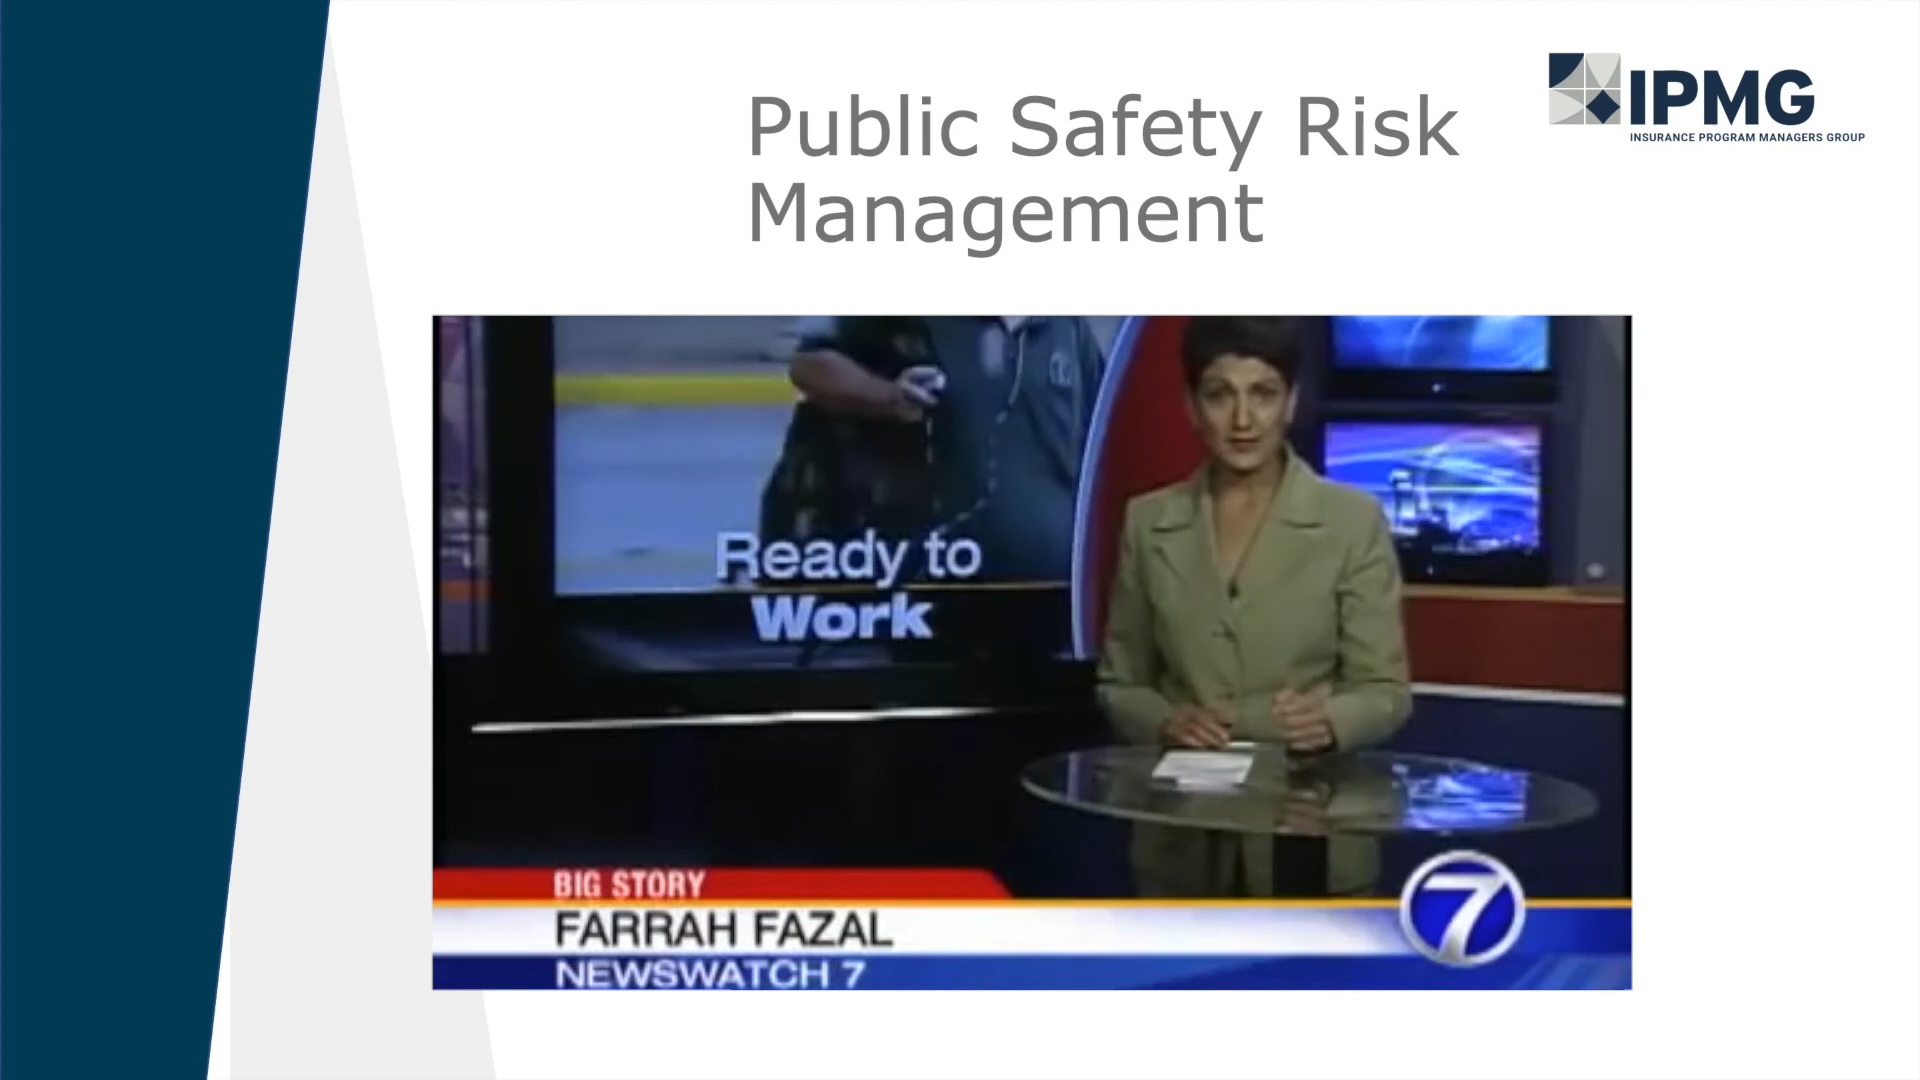 Public Safety Risk
Management
IPMG
INSURANCE PROGRAM MANAGERS GROUP
Ready to
Work
BIG STORY
FARRAH FAZAL
NEWSWATCH 7
7